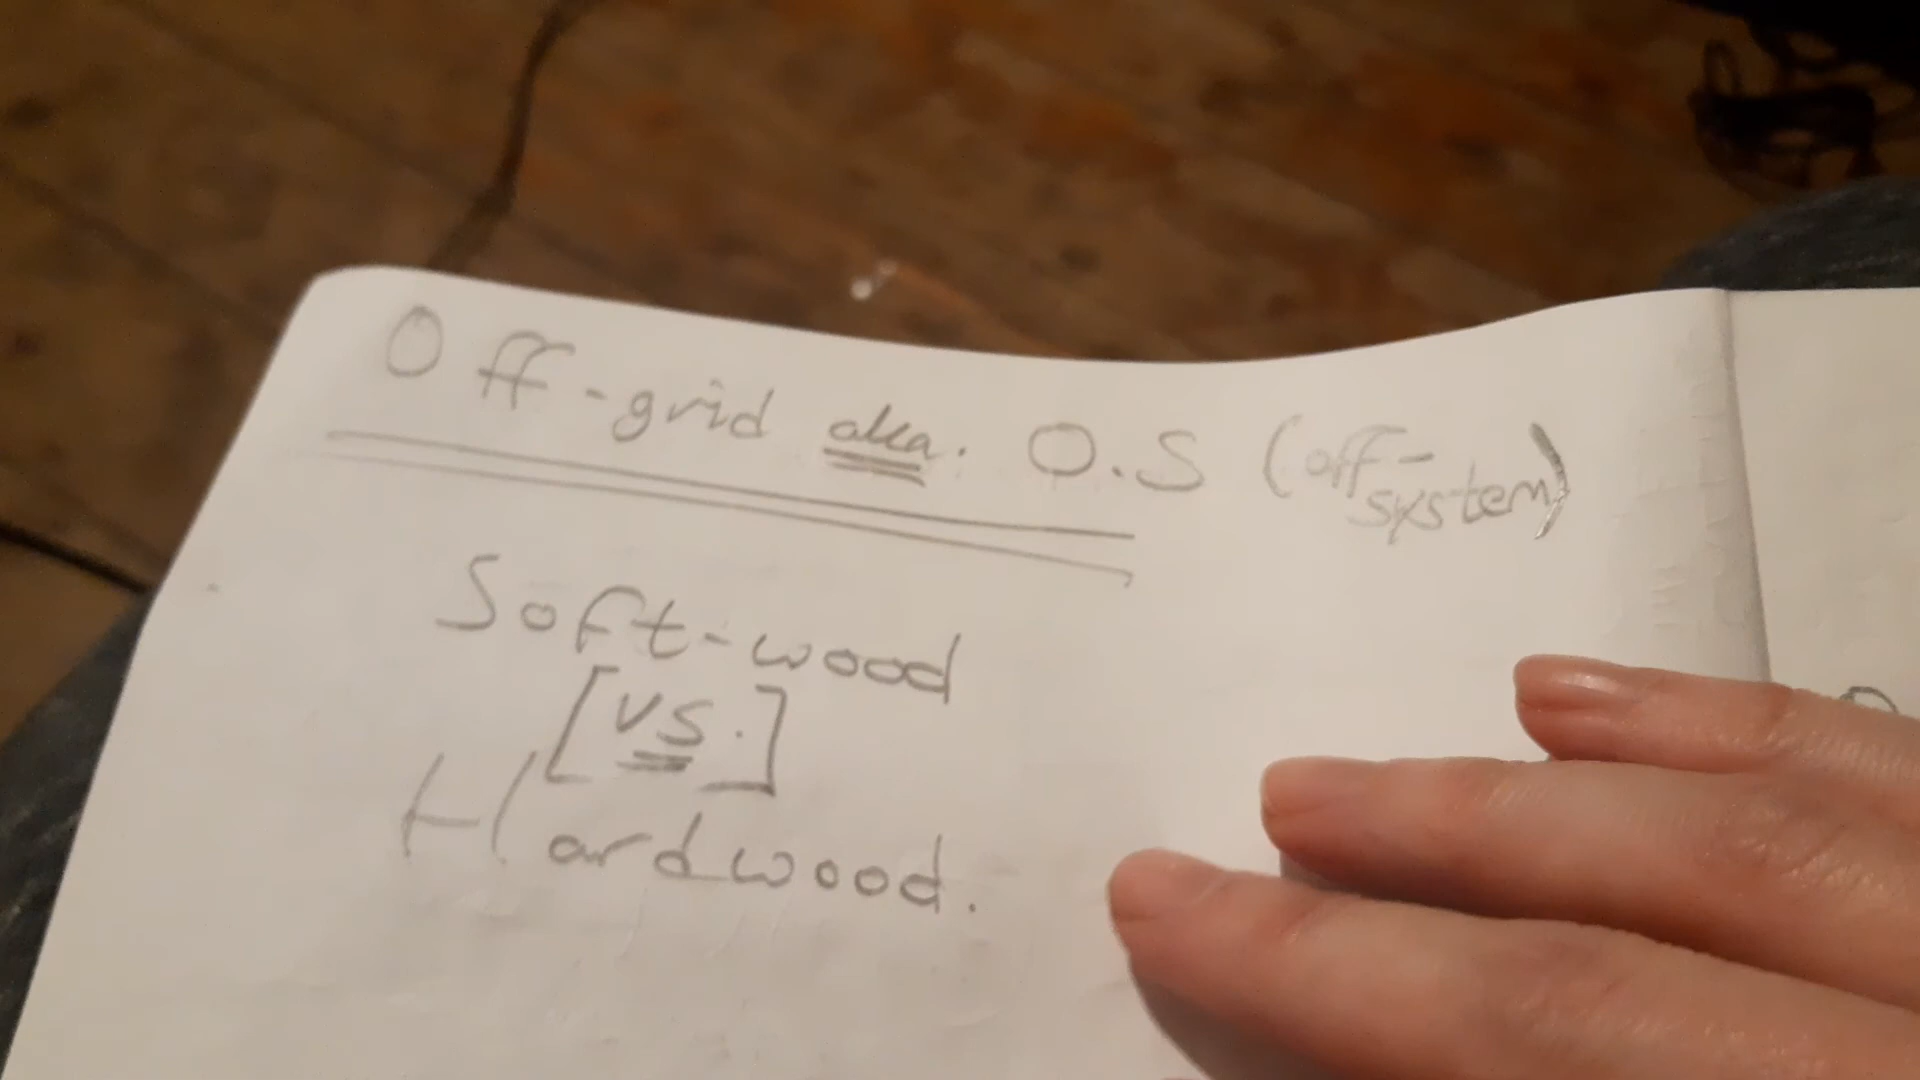 Off-grid aka. O.S (off-
system)
Soft-wood
[vs.]
Hardwood.